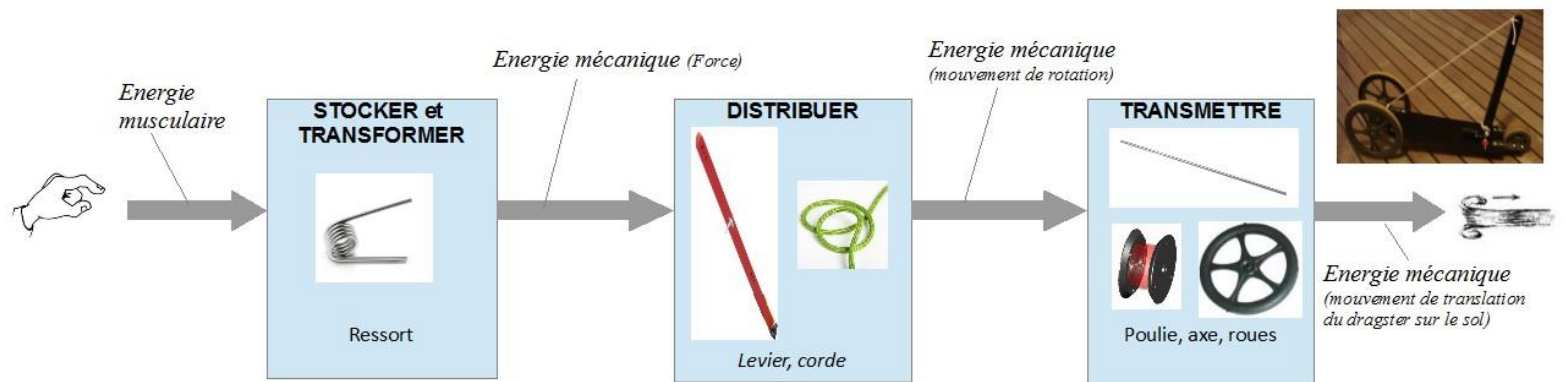 Energie
musculaire
STOCKER et
TRANSFORMER
Ressort
Energie mécanique (Force)
DISTRIBUER
Levier, corde
Energie mécanique
(mouvement de rotation)
TRANSMETTRE
Poulie, axe, roues
Energie mécanique
(mouvement de translation
du dragster sur le sol)